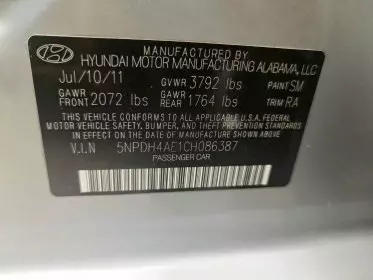 MANUFACTURED BY
HYUNDAI MOTOR MANUFACTURING ALABAMA, LLC
Jul/10/11 GVWR 3792 lbs PAINT SM
GAWR FRONT 2072 lbs GAWR REAR 1764 lbs TRIM RA
THIS VEHICLE CONFORMS TO ALL APPLICABLE U.S.A. FEDERAL
MOTOR VEHICLE SAFETY, BUMPER, AND THEFT PREVENTION STANDARDS
IN EFFECT ON THE DATE OF MANUFACTURE SHOWN ABOVE.
V.I.N 5NPDH4AE1CH086387
PASSENGER CAR